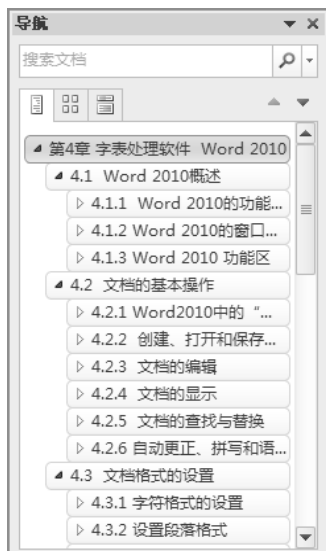 导航
搜索文档
第4章 字表处理软件 Word 2010
4.1 Word 2010概述
4.1.1 Word 2010的功能...
4.1.2 Word 2010的窗口...
4.1.3 Word 2010 功能区
4.2 文档的基本操作
4.2.1 Word2010中的“...
4.2.2 创建、打开和保存...
4.2.3 文档的编辑
4.2.4 文档的显示
4.2.5 文档的查找与替换
4.2.6 自动更正、拼写和语...
4.3 文档格式的设置
4.3.1 字符格式的设置
4.3.2 设置段落格式